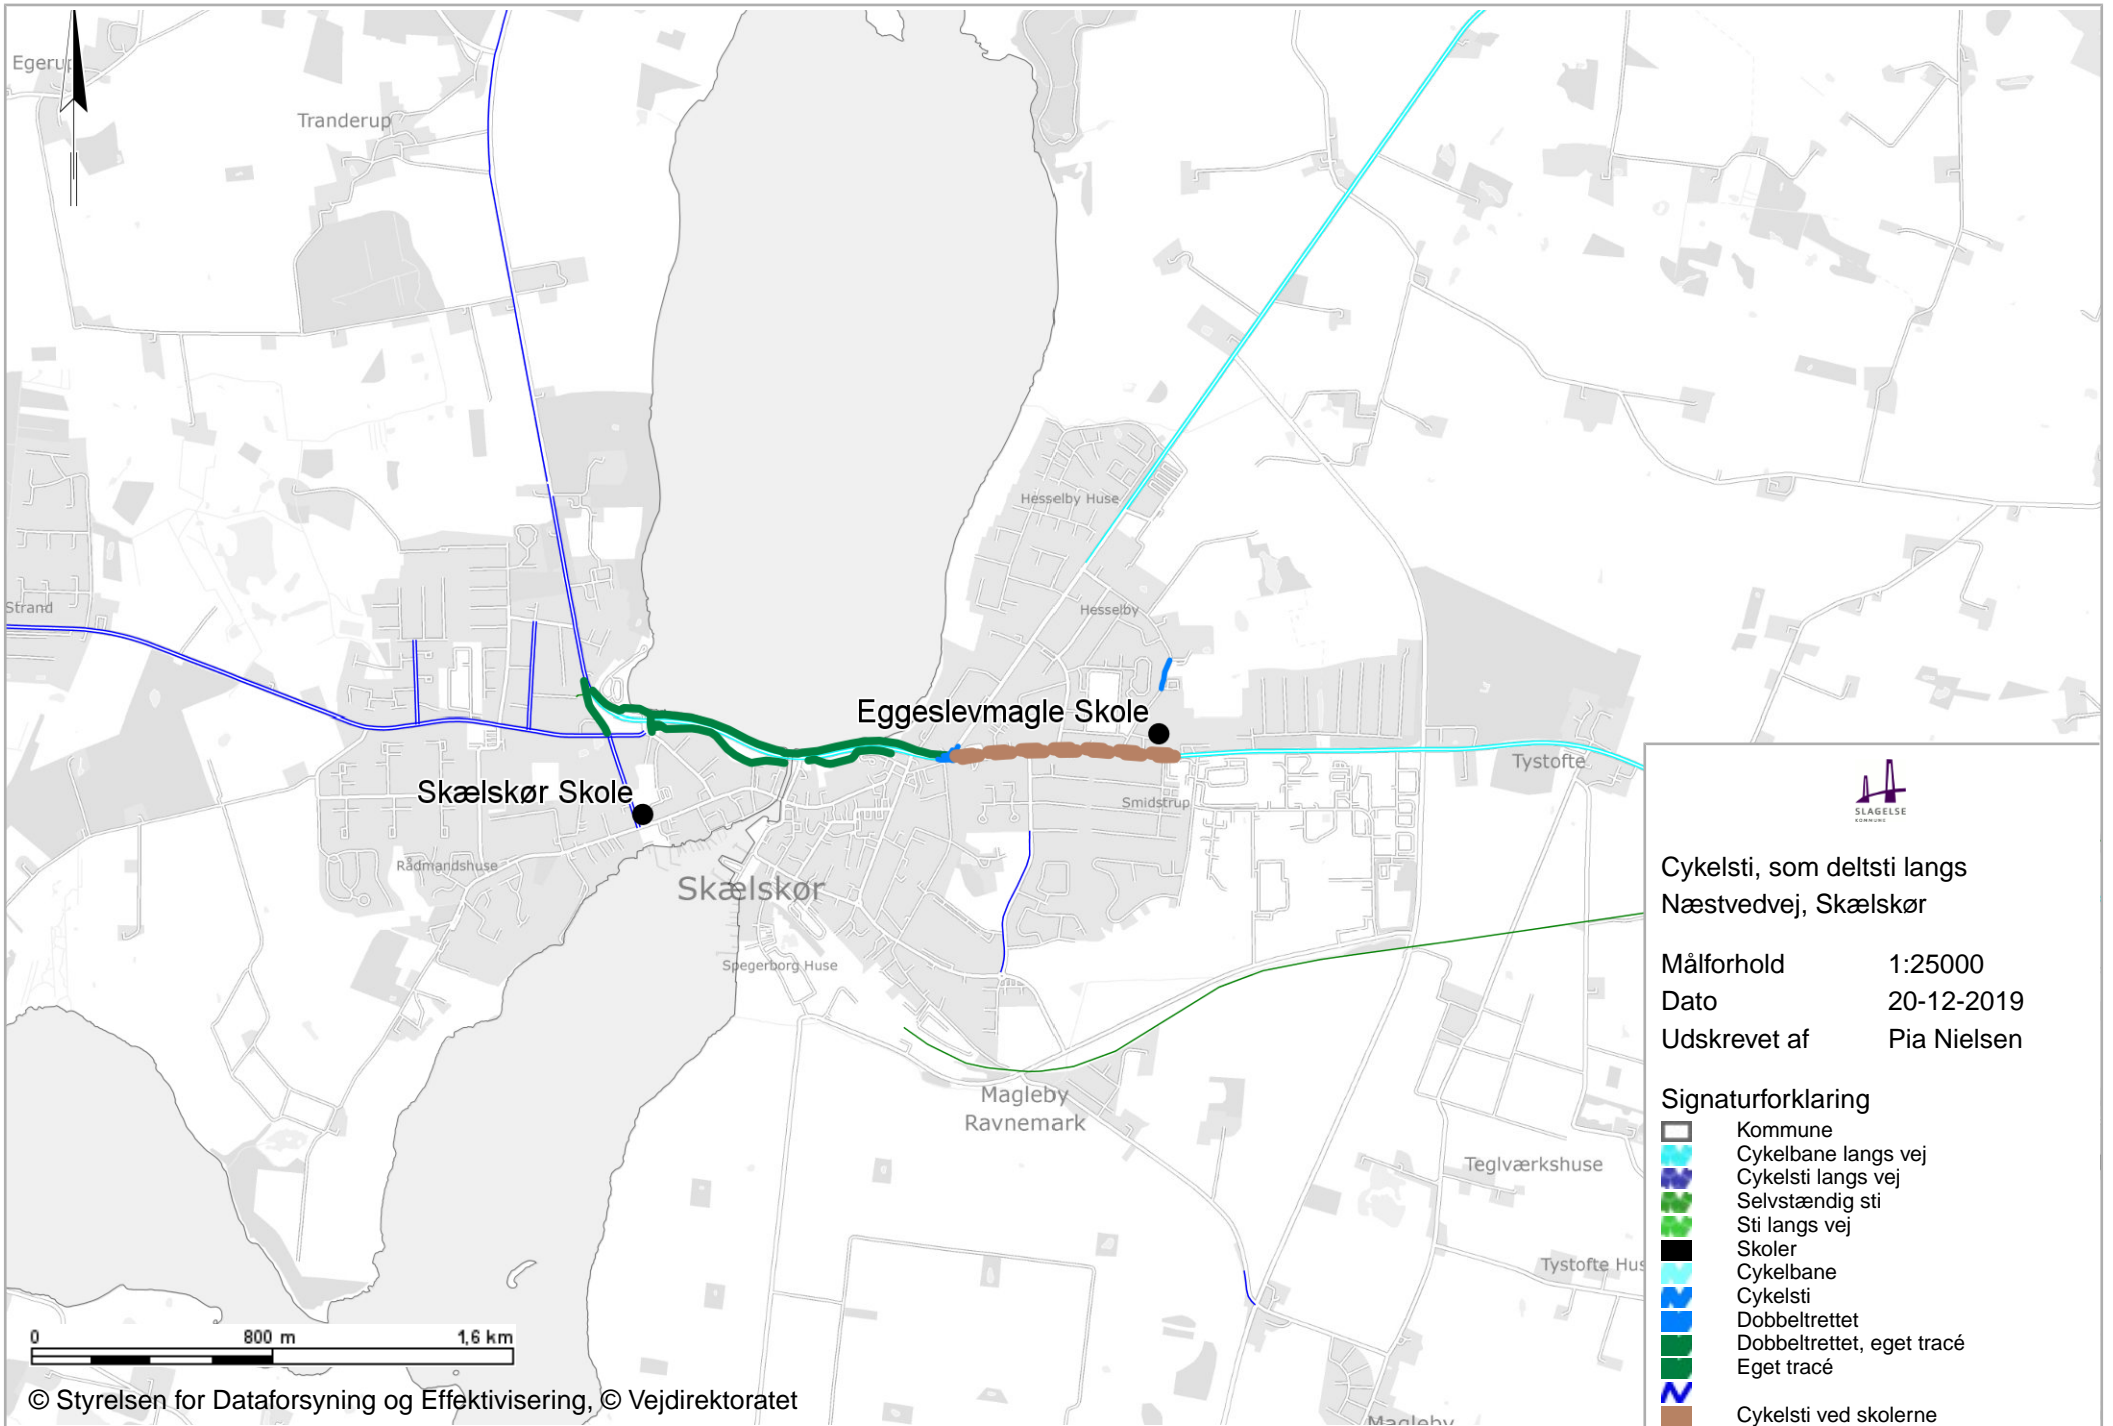 Egerup
Tranderup
Hesselby Huse
Strand
Hesselby
Eggeslevmagle Skole
Tystofte
Skælskør Skole
Smidstrup
Rådmandshuse
Skælskør
Spegerborg Huse
Magleby
Ravnemark
Teglværkshuse
Tystofte Hus
Magleby
0 800 m 1,6 km
© Styrelsen for Dataforsyning og Effektivisering, © Vejdirektoratet
SLAGELSE
KOMMUNE
Cykelsti, som deltsti langs
Næstvedvej, Skælskør
Målforhold 1:25000
Dato 20-12-2019
Udskrevet af Pia Nielsen
Signaturforklaring
Kommune
Cykelbane langs vej
Cykelsti langs vej
Selvstændig sti
Sti langs vej
Skoler
Cykelbane
Cykelsti
Dobbeltrettet
Dobbeltrettet, eget tracé
Eget tracé
Cykelsti ved skolerne